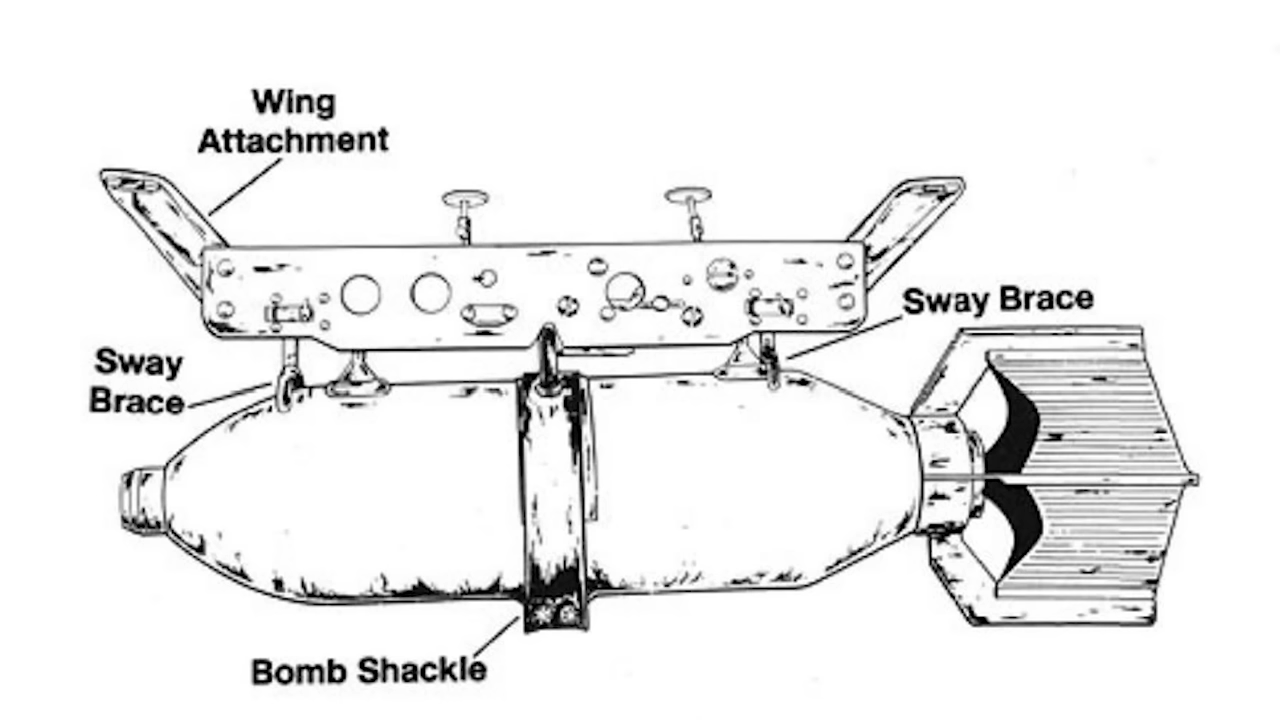 Wing
Attachment
Sway Brace
Sway
Brace
Bomb Shackle